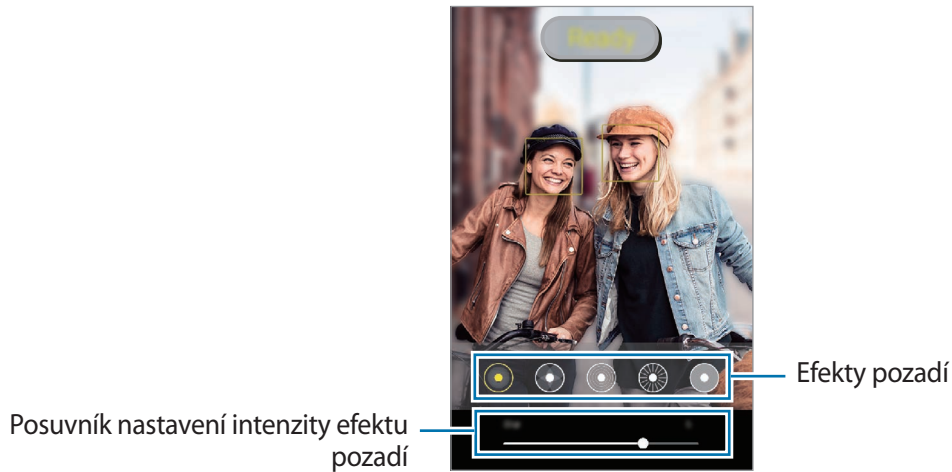 Ready
Efekty pozadí
Posuvník nastavení intenzity efektu
pozadí